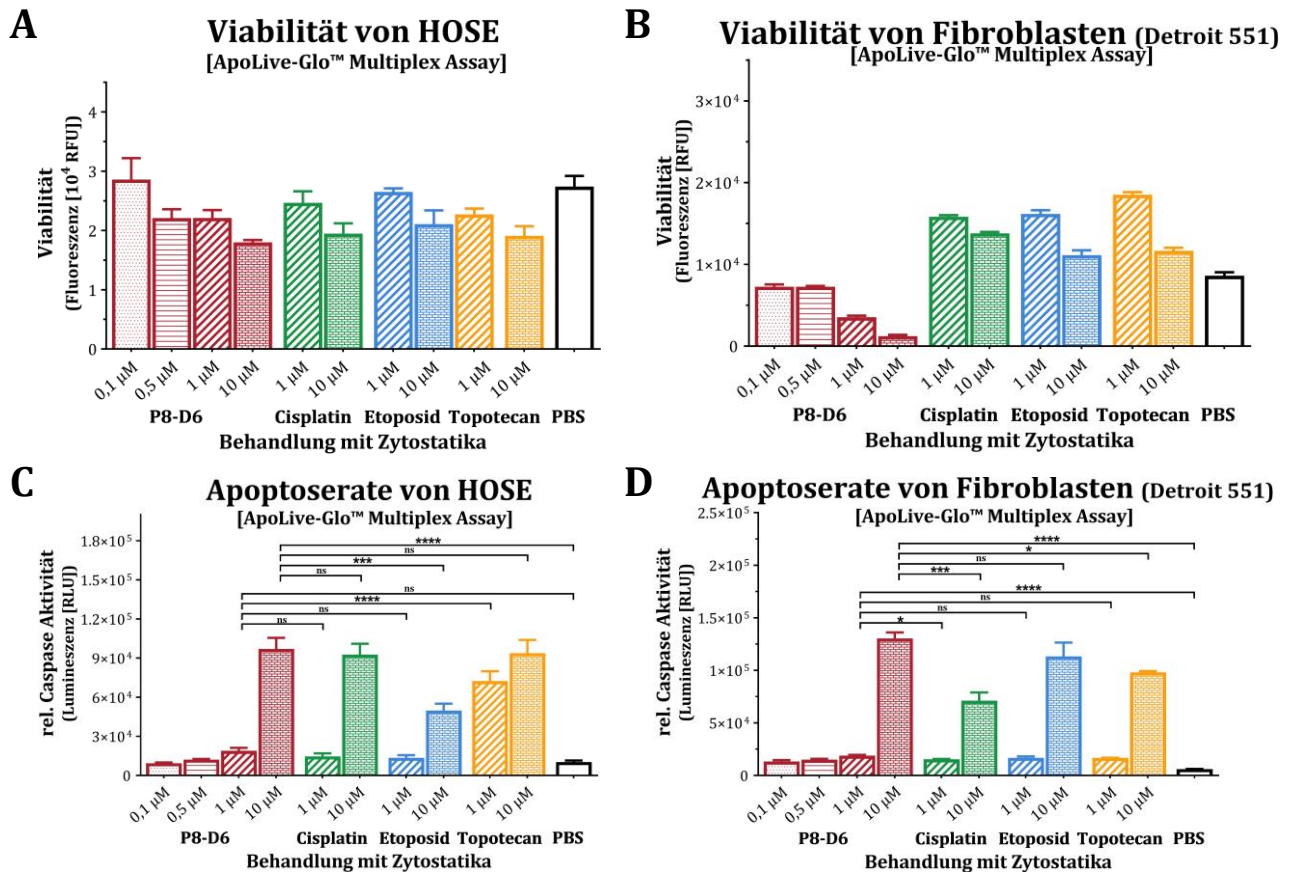 A
Viabilität von HOSE
[ApoLive-Glo™ Multiplex Assay]
Viabilität
(Fluoreszenz [10⁴ RFU])
4
3
2
1
0
0,1 µM
0,5 µM
1 µM
10 µM
1 µM
10 µM
1 µM
10 µM
1 µM
10 µM
P8-D6 Cisplatin Etoposid Topotecan PBS
Behandlung mit Zytostatika
B
Viabilität von Fibroblasten (Detroit 551)
[ApoLive-Glo™ Multiplex Assay]
Viabilität
(Fluoreszenz [RFU])
3×10⁴
2×10⁴
1×10⁴
0
0,1 µM
0,5 µM
1 µM
10 µM
1 µM
10 µM
1 µM
10 µM
1 µM
10 µM
P8-D6 Cisplatin Etoposid Topotecan PBS
Behandlung mit Zytostatika
C
Apoptoserate von HOSE
[ApoLive-Glo™ Multiplex Assay]
rel. Caspase Aktivität
(Lumineszenz [RLU])
1.8×10⁵
1.5×10⁵
1.2×10⁵
9×10⁴
6×10⁴
3×10⁴
0
****
ns
***
ns
ns
****
ns
ns
0,1 µM
0,5 µM
1 µM
10 µM
1 µM
10 µM
1 µM
10 µM
1 µM
10 µM
P8-D6 Cisplatin Etoposid Topotecan PBS
Behandlung mit Zytostatika
D
Apoptoserate von Fibroblasten (Detroit 551)
[ApoLive-Glo™ Multiplex Assay]
rel. Caspase Aktivität
(Lumineszenz [RLU])
2.5×10⁵
2×10⁵
1.5×10⁵
1×10⁵
5×10⁴
0
****
*
ns
***
****
ns
ns
*
0,1 µM
0,5 µM
1 µM
10 µM
1 µM
10 µM
1 µM
10 µM
1 µM
10 µM
P8-D6 Cisplatin Etoposid Topotecan PBS
Behandlung mit Zytostatika